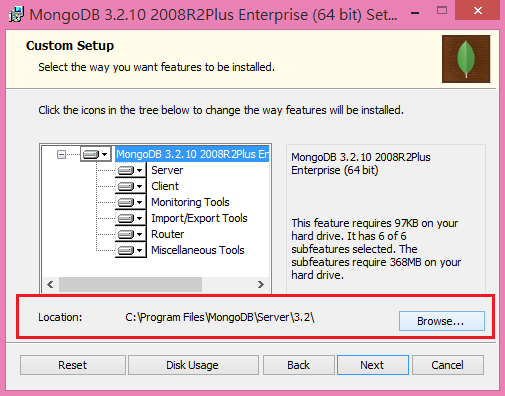 MongoDB 3.2.10 2008R2Plus Enterprise (64 bit) Set...
Custom Setup
Select the way you want features to be installed.
Click the icons in the tree below to change the way features will be installed.
MongoDB 3.2.10 2008R2Plus En
Server
Client
Monitoring Tools
Import/Export Tools
Router
Miscellaneous Tools
MongoDB 3.2.10 2008R2Plus
Enterprise (64 bit)
This feature requires 97KB on your
hard drive. It has 6 of 6
subfeatures selected. The
subfeatures require 368MB on your
hard drive.
Location: C:\Program Files\MongoDB\Server\3.2\
Browse...
Reset Disk Usage Back Next Cancel